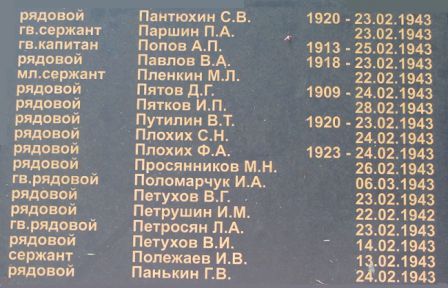 рядовой Пантюхин С.В. 1920 - 23.02.1943
гв.сержант Паршин П.А. 23.02.1943
гв.капитан Попов А.П. 1913 - 25.02.1943
рядовой Павлов В.А. 1918 - 23.02.1943
мл.сержант Пленкин М.Л. 22.02.1943
рядовой Пятов Д.Г. 1909 - 24.02.1943
рядовой Пятков И.П. 28.02.1943
рядовой Путилин В.Т. 1920 - 23.02.1943
рядовой Плохих С.Н. 24.02.1943
рядовой Плохих Ф.А. 1923 - 24.02.1943
рядовой Просянников М.Н. 26.02.1943
гв.рядовой Поломарчук И.А. 06.03.1943
рядовой Петухов В.Г. 23.02.1943
рядовой Петрушин И.М. 22.02.1942
гв.рядовой Петросян Л.А. 23.02.1943
рядовой Петухов В.И. 14.02.1943
сержант Полежаев И.В. 13.02.1943
рядовой Панькин Г.В. 24.02.1943